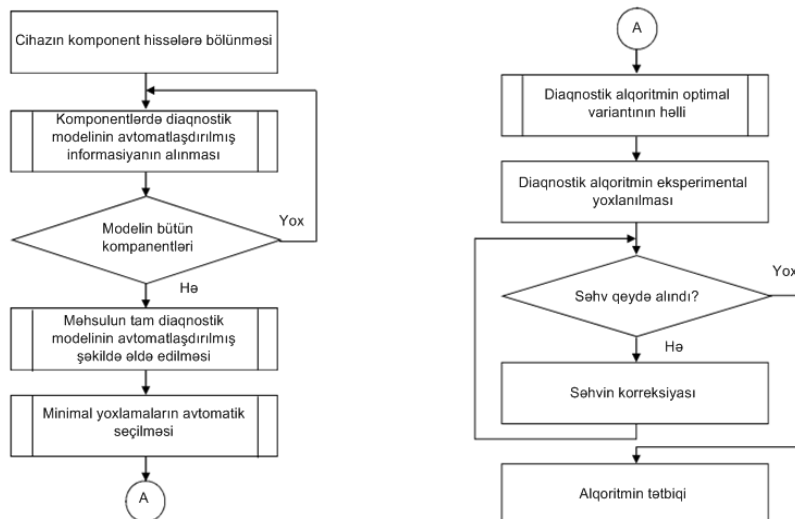 Cihazın komponent hissələrə bölünməsi
Komponentlərdə diaqnostik
modelinin avtomatlaşdırılmış
informasiyanın alınması
Modelin bütün
kompanentləri
Yox
Hə
Məhsulun tam diaqnostik
modelinin avtomatlaşdırılmış
şəkildə əldə edilməsi
Minimal yoxlamaların avtomatik
seçilməsi
A
A
Diaqnostik alqoritmin optimal
variantının həlli
Diaqnostik alqoritmin eksperimental
yoxlanılması
Səhv qeydə alındı?
Yox
Hə
Səhvin korreksiyası
Alqoritmin tətbiqi